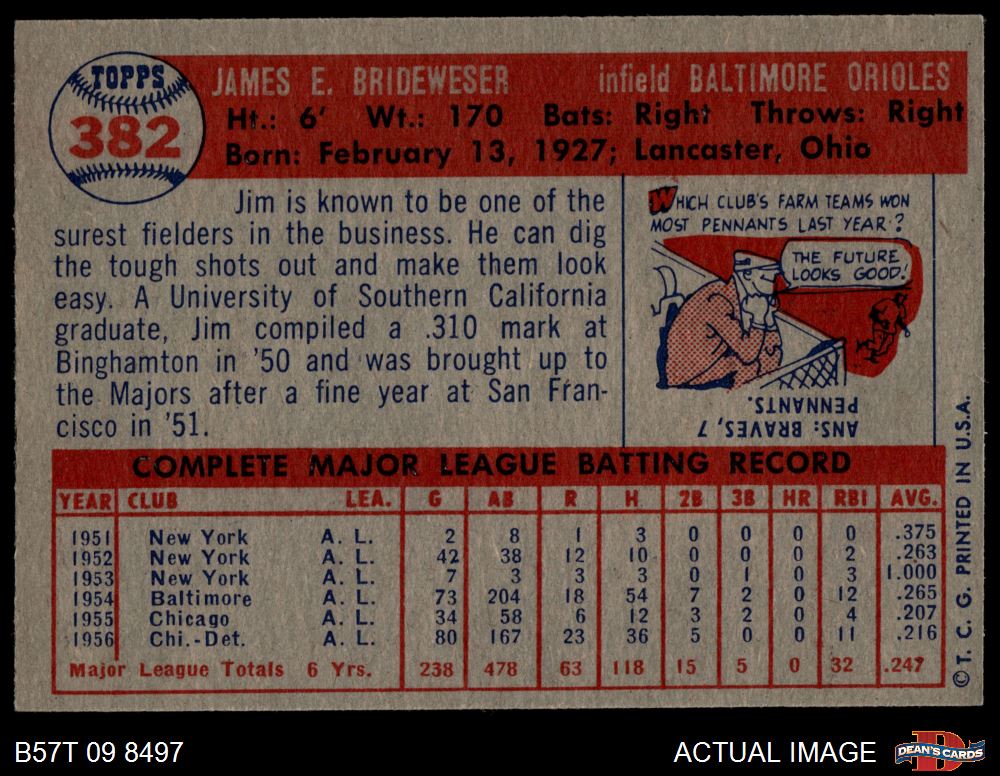 TOPPS
382
JAMES E. BRIDEWESER infield BALTIMORE ORIOLES
Ht.: 6' Wt.: 170 Bats: Right Throws: Right
Born: February 13, 1927; Lancaster, Ohio
Jim is known to be one of the
surest fielders in the business. He can dig
the tough shots out and make them look
easy. A University of Southern California
graduate, Jim compiled a .310 mark at
Binghamton in '50 and was brought up to
the Majors after a fine year at San Fran-
cisco in '51.
WHICH CLUB'S FARM TEAMS WON
MOST PENNANTS LAST YEAR?
THE FUTURE
LOOKS GOOD!
ANS: BRAVES, 7
PENNANTS.
COMPLETE MAJOR LEAGUE BATTING RECORD
YEAR CLUB LEA. G AB R H 2B 3B HR RBI AVG.
1951 New York A. L. 2 8 1 3 0 0 0 0 .375
1952 New York A. L. 42 38 12 10 0 0 0 2 .263
1953 New York A. L. 7 3 3 3 0 1 0 3 1.000
1954 Baltimore A. L. 73 204 18 54 7 2 0 12 .265
1955 Chicago A. L. 34 58 6 12 3 2 0 4 .207
1956 Chi.-Det. A. L. 80 167 23 36 5 0 0 11 .216
Major League Totals 6 Yrs. 238 478 63 118 15 5 0 32 .247
© T. C. G. PRINTED IN U.S.A.
B57T 09 8497
ACTUAL IMAGE
D
DEAN'S CARDS